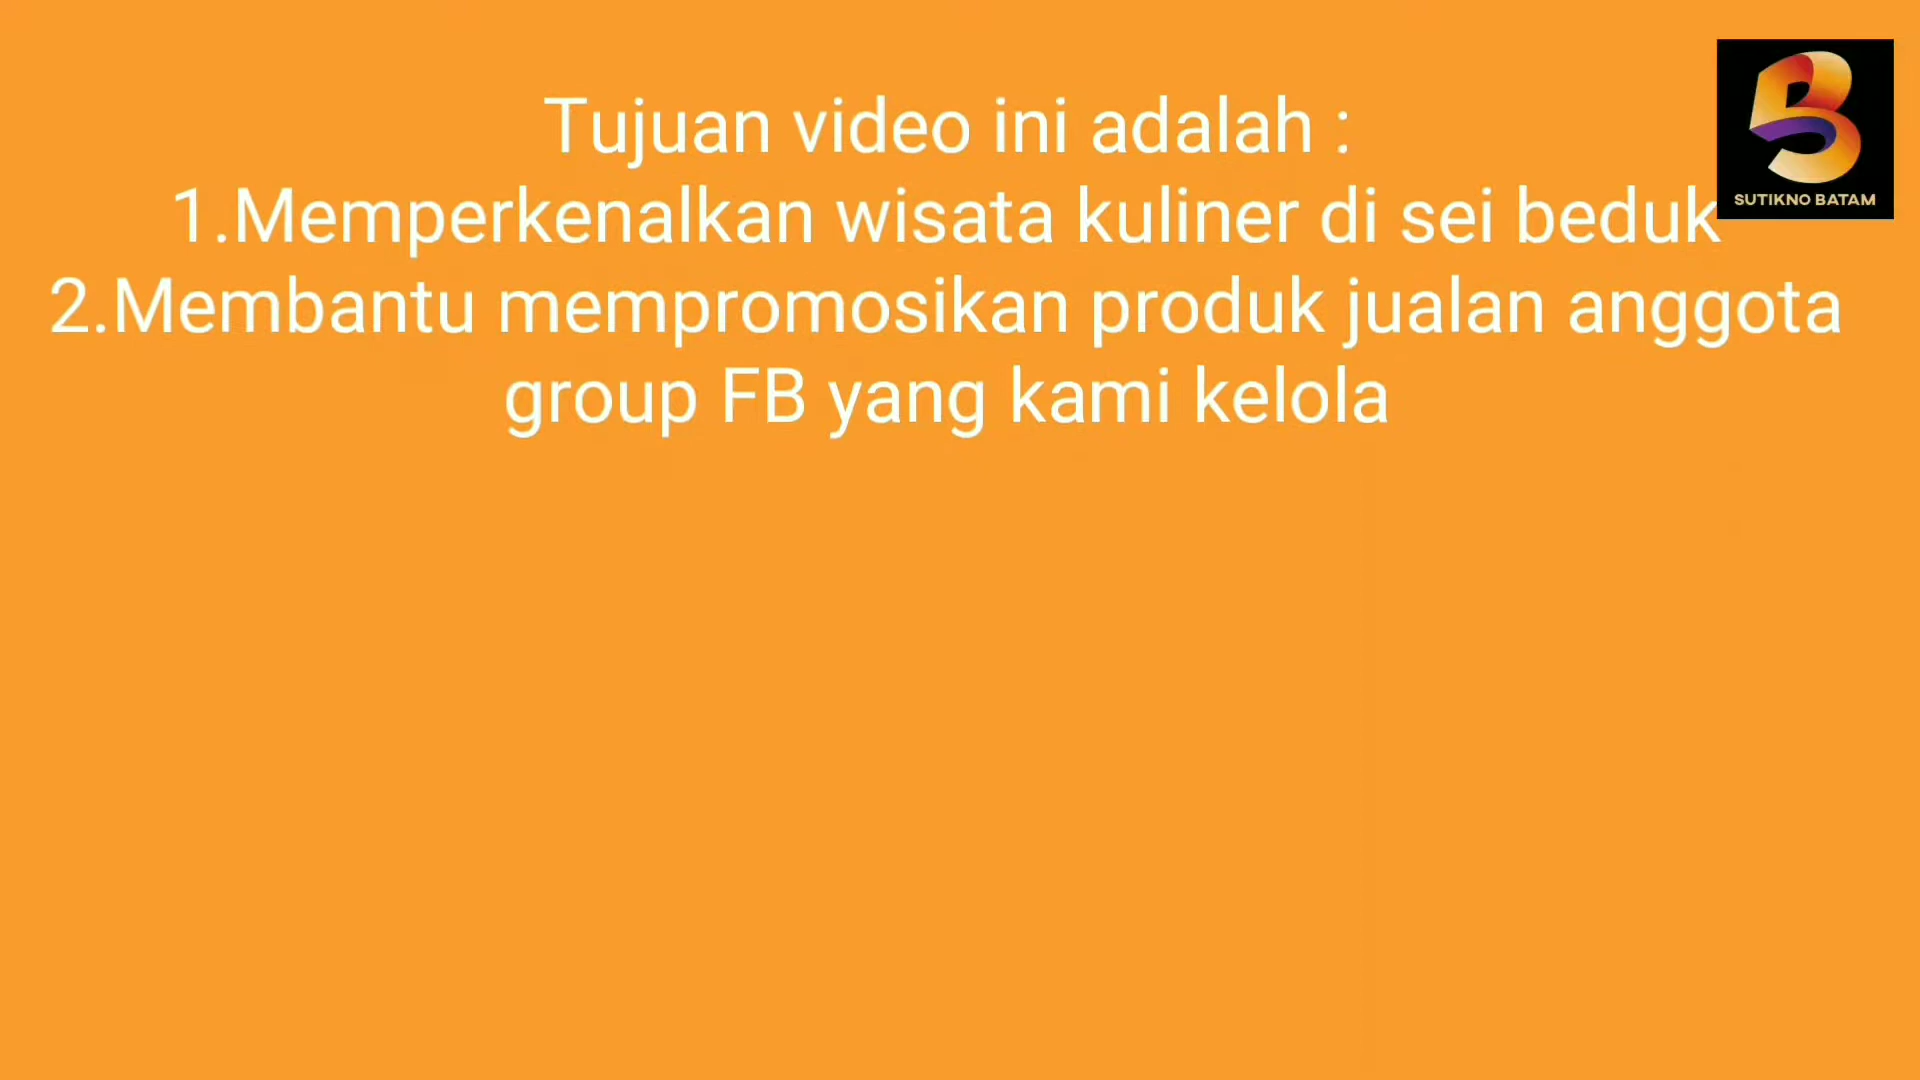 Tujuan video ini adalah :
1.Memperkenalkan wisata kuliner di sei beduk
2.Membantu mempromosikan produk jualan anggota
group FB yang kami kelola
SUTIKNO BATAM